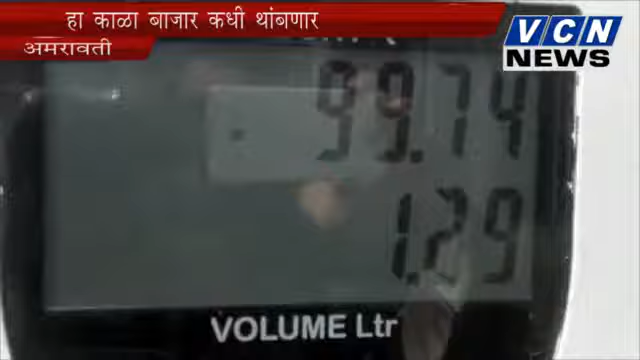 हा काळा बाजार कधी थांबणार
अमरावती
VCN
NEWS
99.74
1.29
VOLUME Ltr